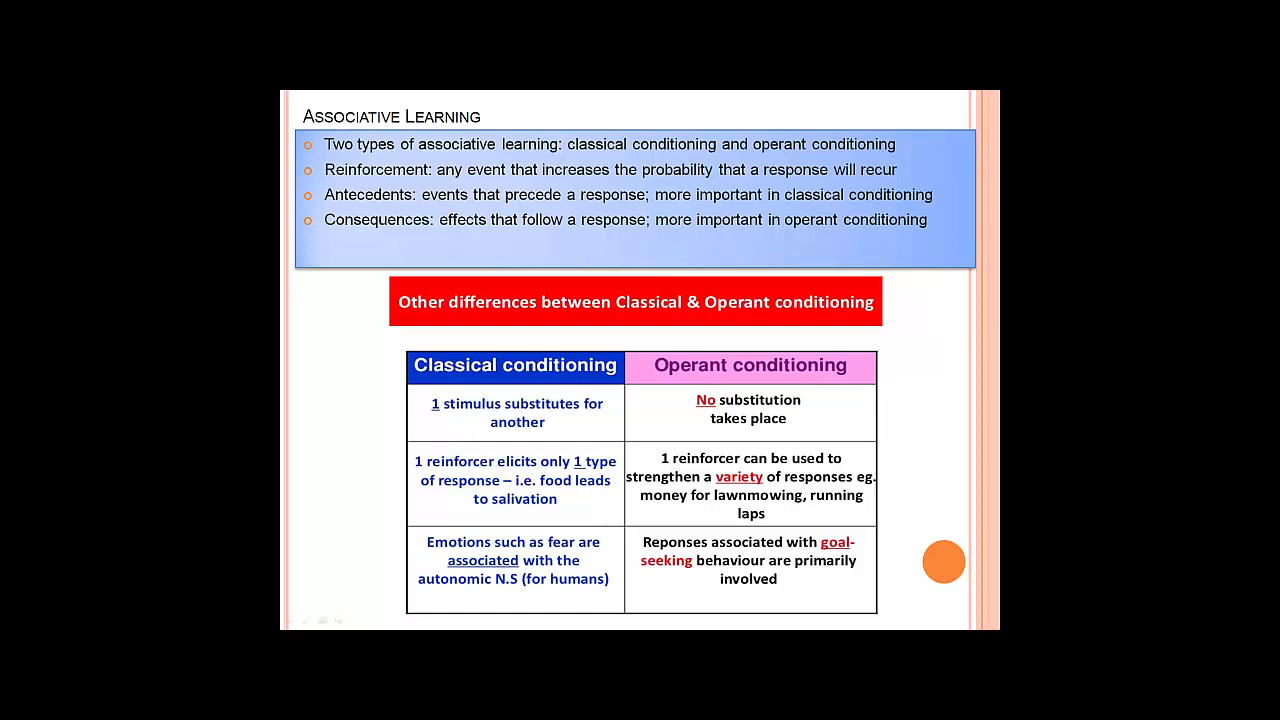 ASSOCIATIVE LEARNING
Two types of associative learning: classical conditioning and operant conditioning
Reinforcement: any event that increases the probability that a response will recur
Antecedents: events that precede a response; more important in classical conditioning
Consequences: effects that follow a response; more important in operant conditioning
Other differences between Classical & Operant conditioning
Classical conditioning
Operant conditioning
1 stimulus substitutes for
another
No substitution
takes place
1 reinforcer elicits only 1 type
of response – i.e. food leads
to salivation
1 reinforcer can be used to
strengthen a variety of responses eg.
money for lawnmowing, running
laps
Emotions such as fear are
associated with the
autonomic N.S (for humans)
Reponses associated with goal-
seeking behaviour are primarily
involved